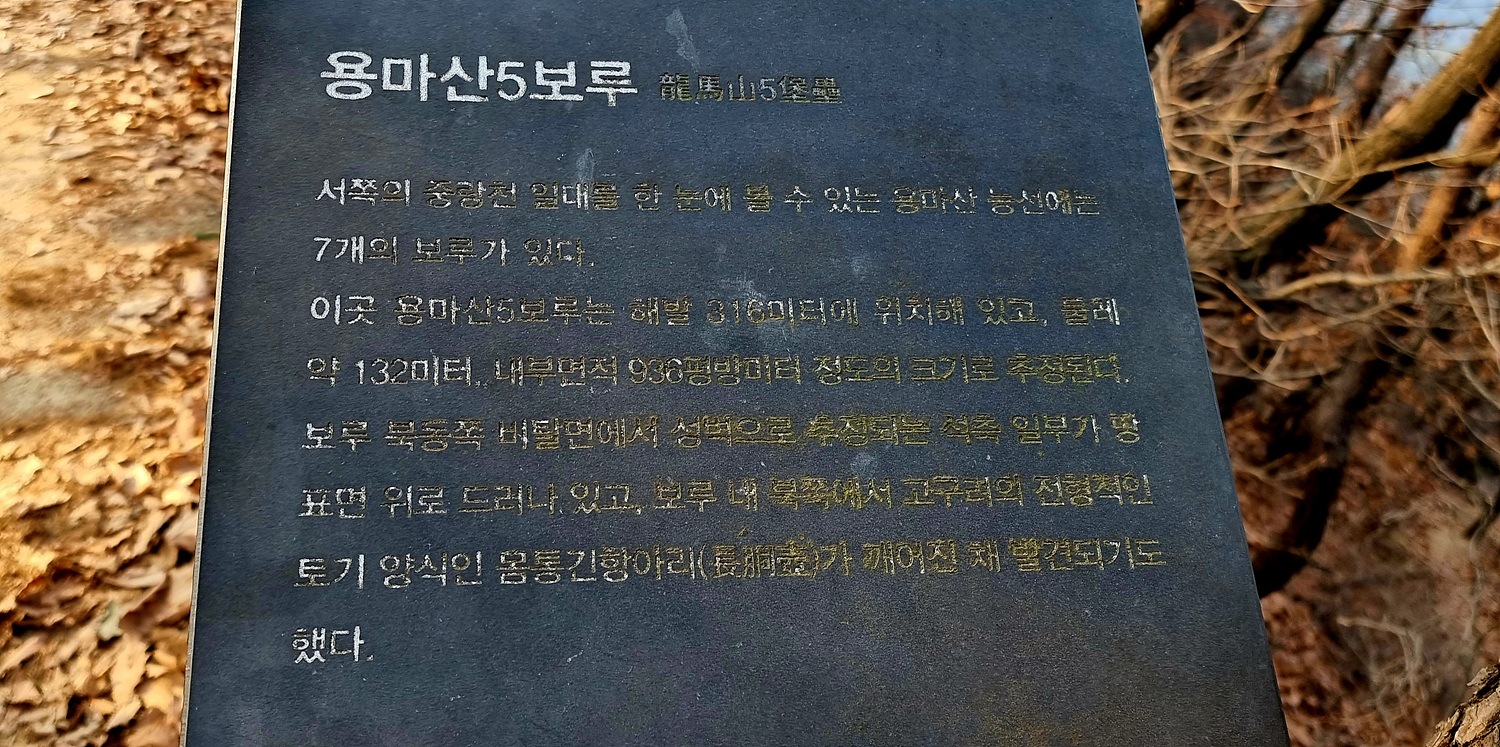 용마산5보루 龍馬山5堡壘
서쪽의 중랑천 일대를 한 눈에 볼 수 있는 용마산 능선에는
7개의 보루가 있다.
이곳 용마산5보루는 해발 316미터에 위치해 있고, 둘레
약 132미터, 내부면적 936평방미터 정도의 크기로 추정된다.
보루 북동쪽 비탈면에서 성벽으로 추정되는 석축 일부가 땅
표면 위로 드러나 있고, 보루 내 북쪽에서 고구려의 전형적인
토기 양식인 몸통긴항아리(長胴壺)가 깨어진 채 발견되기도
했다.